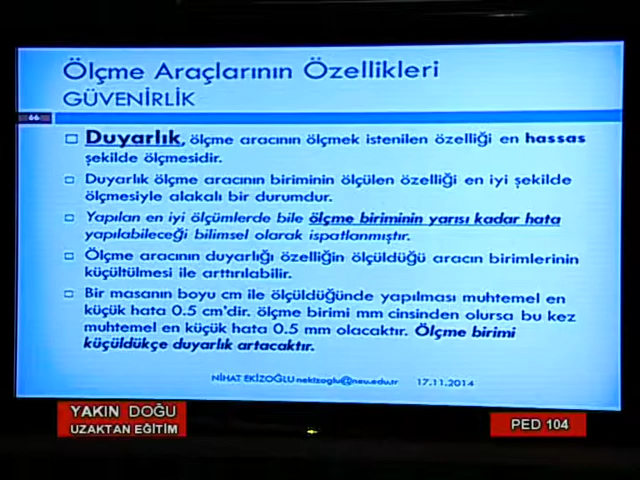 Ölçme Araçlarının Özellikleri
GÜVENİRLİK
66
Duyarlık, ölçme aracının ölçmek istenilen özelliği en hassas
şekilde ölçmesidir.
Duyarlık ölçme aracının biriminin ölçülen özelliği en iyi şekilde
ölçmesiyle alakalı bir durumdur.
Yapılan en iyi ölçümlerde bile ölçme biriminin yarısı kadar hata
yapılabileceği bilimsel olarak ispatlanmıştır.
Ölçme aracının duyarlığı özelliğin ölçüldüğü aracın birimlerinin
küçültülmesi ile arttırılabilir.
Bir masanın boyu cm ile ölçüldüğünde yapılması muhtemel en
küçük hata 0.5 cm'dir. ölçme birimi mm cinsinden olursa bu kez
muhtemel en küçük hata 0.5 mm olacaktır. Ölçme birimi
küçüldükçe duyarlık artacaktır.
NİHAT EKİZOĞLU nekizoglu@neu.edu.tr 17.11.2014
YAKIN DOĞU
UZAKTAN EĞİTİM
PED 104